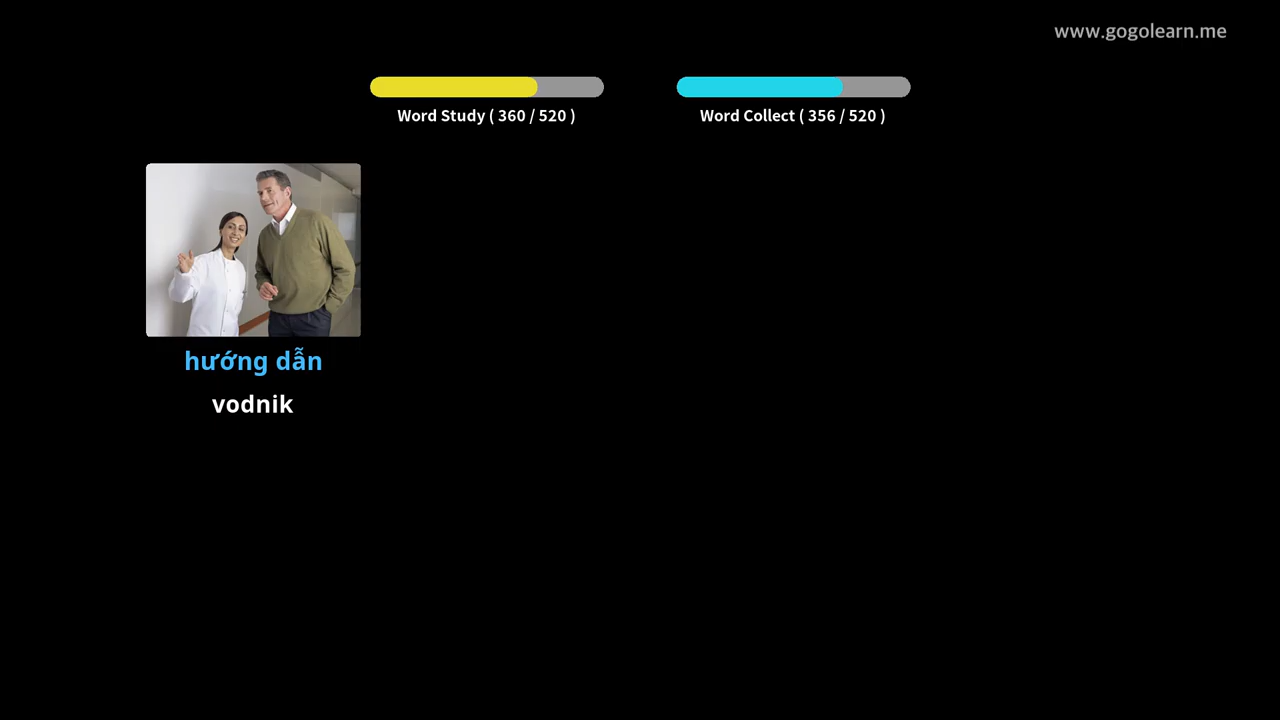 www.gogolearn.me
Word Study ( 360 / 520 )
Word Collect ( 356 / 520 )
hướng dẫn
vodnik